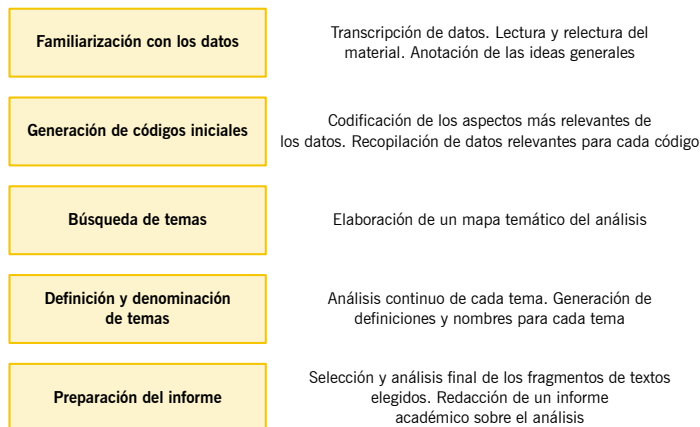 Familiarización con los datos
Transcripción de datos. Lectura y relectura del
material. Anotación de las ideas generales
Generación de códigos iniciales
Codificación de los aspectos más relevantes de
los datos. Recopilación de datos relevantes para cada código
Búsqueda de temas
Elaboración de un mapa temático del análisis
Definición y denominación
de temas
Análisis continuo de cada tema. Generación de
definiciones y nombres para cada tema
Preparación del informe
Selección y análisis final de los fragmentos de textos
elegidos. Redacción de un informe
académico sobre el análisis